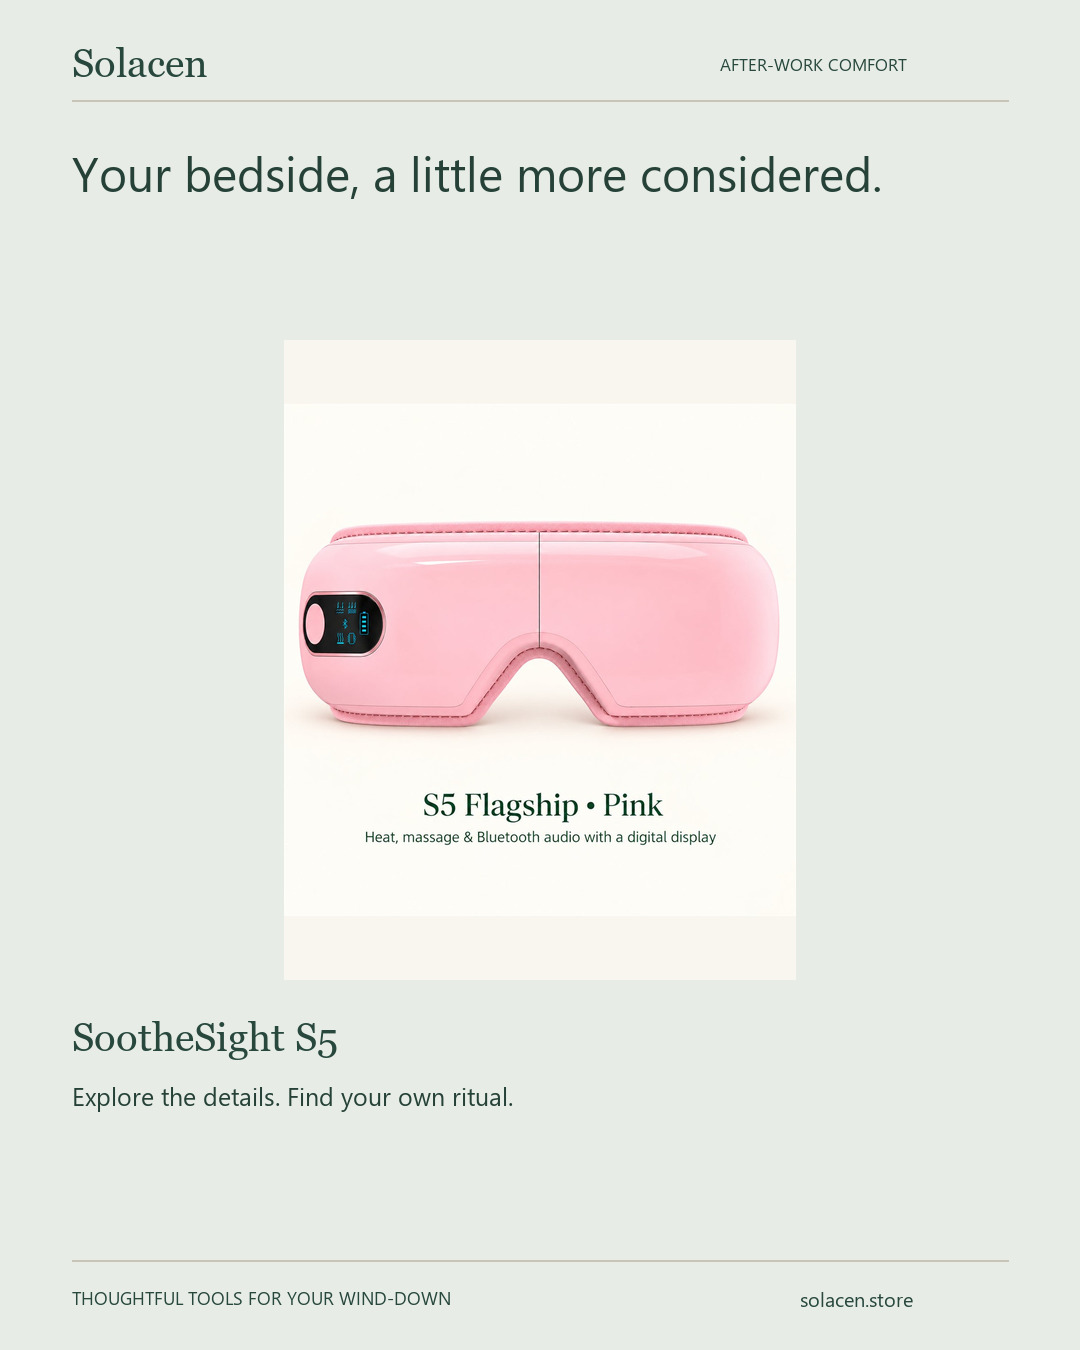 Solacen
AFTER-WORK COMFORT
Your bedside, a little more considered.
S5 Flagship • Pink
Heat, massage & Bluetooth audio with a digital display
SootheSight S5
Explore the details. Find your own ritual.
THOUGHTFUL TOOLS FOR YOUR WIND-DOWN
solacen.store